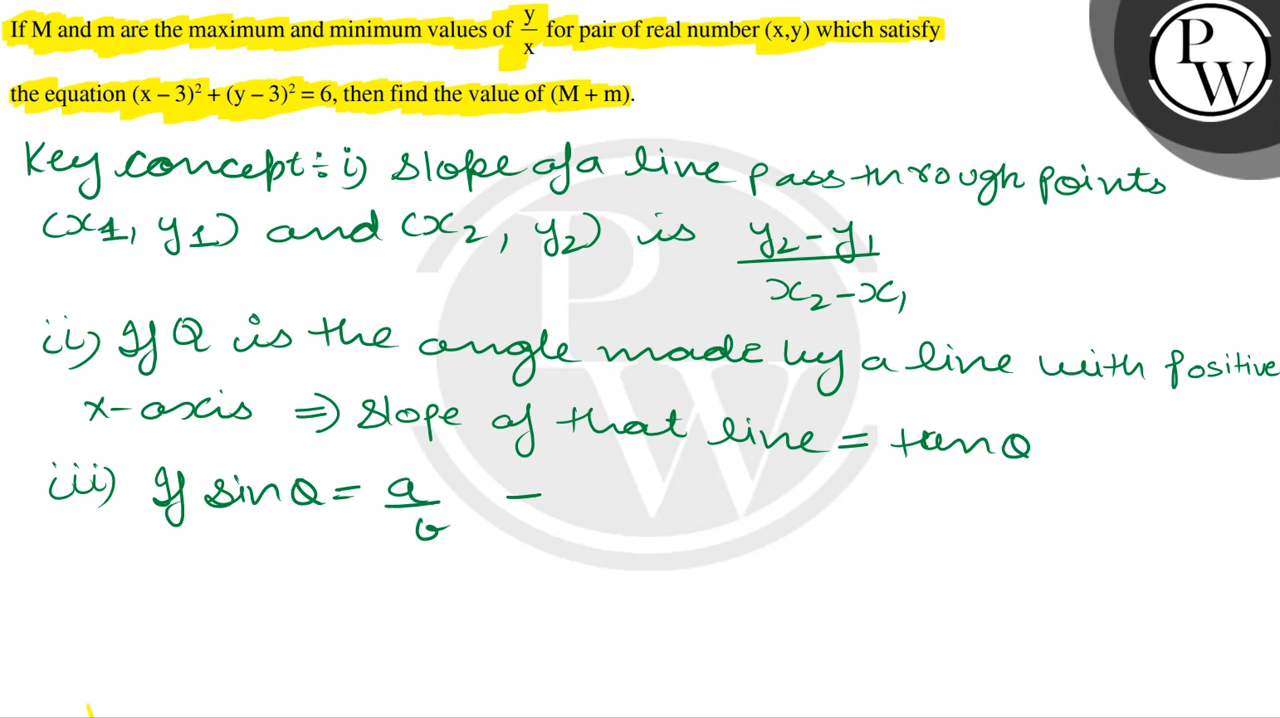 If M and m are the maximum and minimum values of y/x for pair of real number (x,y) which satisfy
the equation (x – 3)² + (y – 3)² = 6, then find the value of (M + m).
P
W
Key concept:- i) slope of a line pass through points
(x1, y1) and (x2, y2) is y2-y1/x2-x1
ii) If Q is the angle made by a line with positive
x-axis => slope of that line = tanQ
iii) If sinQ = a/b =